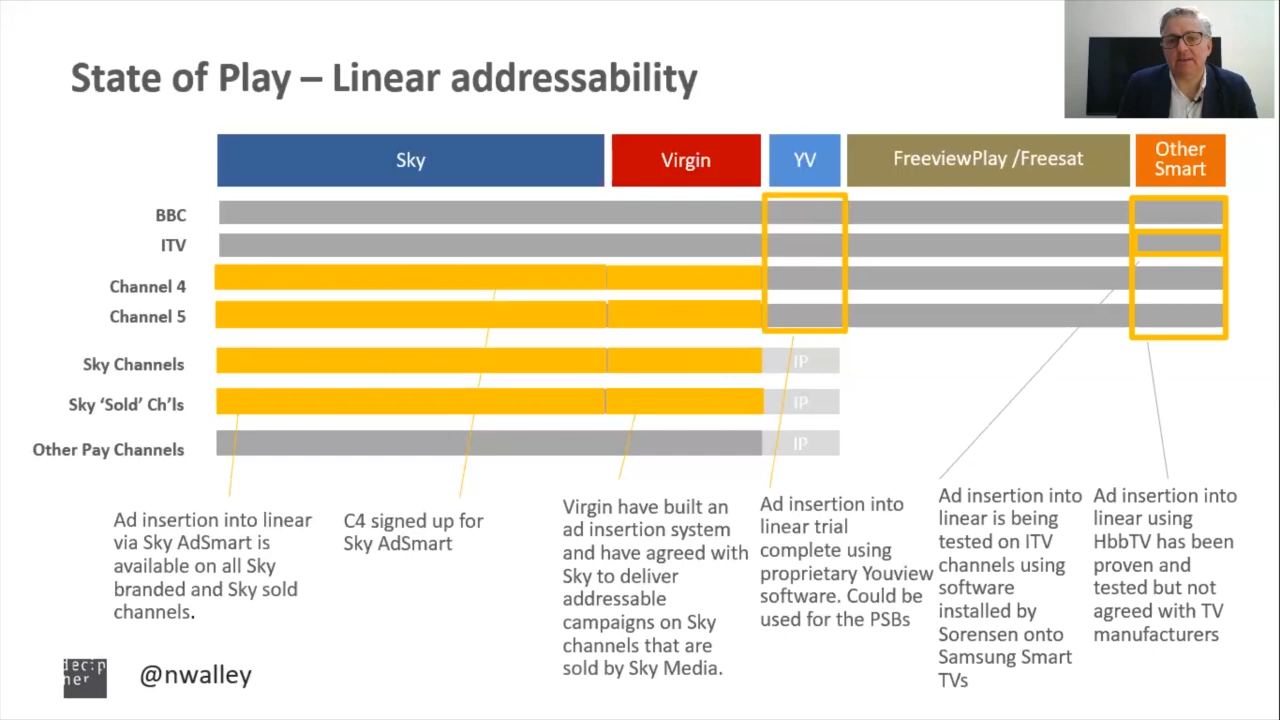 State of Play – Linear addressability
Sky
Virgin
YV
FreeviewPlay /Freesat
Other
Smart
BBC
ITV
Channel 4
Channel 5
Sky Channels
IP
Sky ‘Sold’ Ch’ls
IP
Other Pay Channels
IP
Ad insertion into linear
via Sky AdSmart is
available on all Sky
branded and Sky sold
channels.
C4 signed up for
Sky AdSmart
Virgin have built an
ad insertion system
and have agreed with
Sky to deliver
addressable
campaigns on Sky
channels that are
sold by Sky Media.
Ad insertion into
linear trial
complete using
proprietary Youview
software. Could be
used for the PSBs
Ad insertion into
linear is being
tested on ITV
channels using
software
installed by
Sorensen onto
Samsung Smart
TVs
Ad insertion into
linear using
HbbTV has been
proven and
tested but not
agreed with TV
manufacturers
dec:p
her
@nwalley